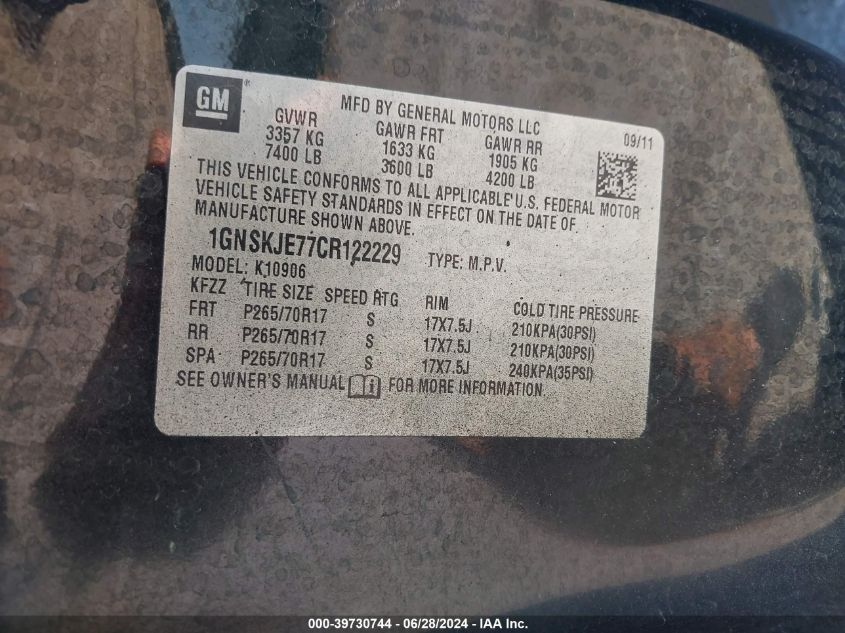 GM
MFD BY GENERAL MOTORS LLC
09/11
GVWR GAWR FRT GAWR RR
3357 KG 1633 KG 1905 KG
7400 LB 3600 LB 4200 LB
THIS VEHICLE CONFORMS TO ALL APPLICABLE U.S. FEDERAL MOTOR
VEHICLE SAFETY STANDARDS IN EFFECT ON THE DATE OF
MANUFACTURE SHOWN ABOVE.
1GNSKJE77CR122229 TYPE: M.P.V.
MODEL: K10906
KFZZ TIRE SIZE SPEED RTG RIM COLD TIRE PRESSURE
FRT P265/70R17 S 17X7.5J 210KPA(30PSI)
RR P265/70R17 S 17X7.5J 210KPA(30PSI)
SPA P265/70R17 S 17X7.5J 240KPA(35PSI)
SEE OWNER'S MANUAL FOR MORE INFORMATION.
000-39730744 - 06/28/2024 - IAA Inc.